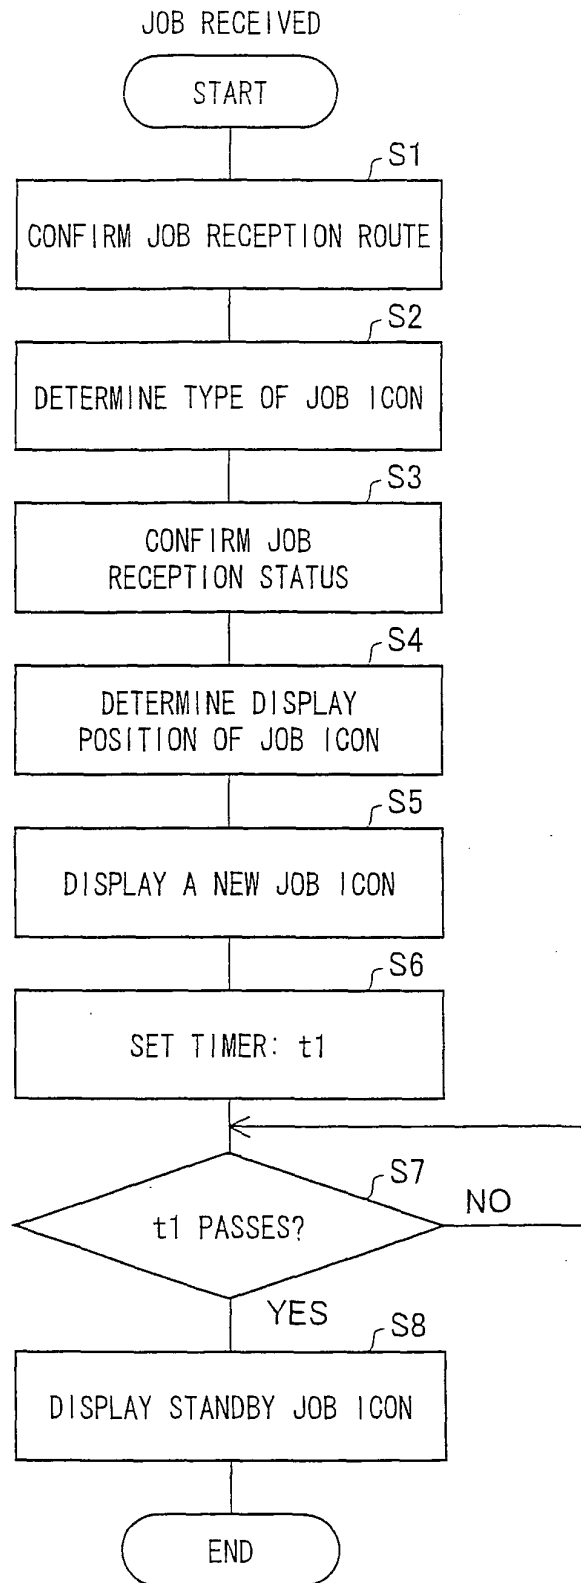 JOB RECEIVED
START
S1
CONFIRM JOB RECEPTION ROUTE
S2
DETERMINE TYPE OF JOB ICON
S3
CONFIRM JOB
RECEPTION STATUS
S4
DETERMINE DISPLAY
POSITION OF JOB ICON
S5
DISPLAY A NEW JOB ICON
S6
SET TIMER: t1
S7
t1 PASSES?
NO
YES
S8
DISPLAY STANDBY JOB ICON
END